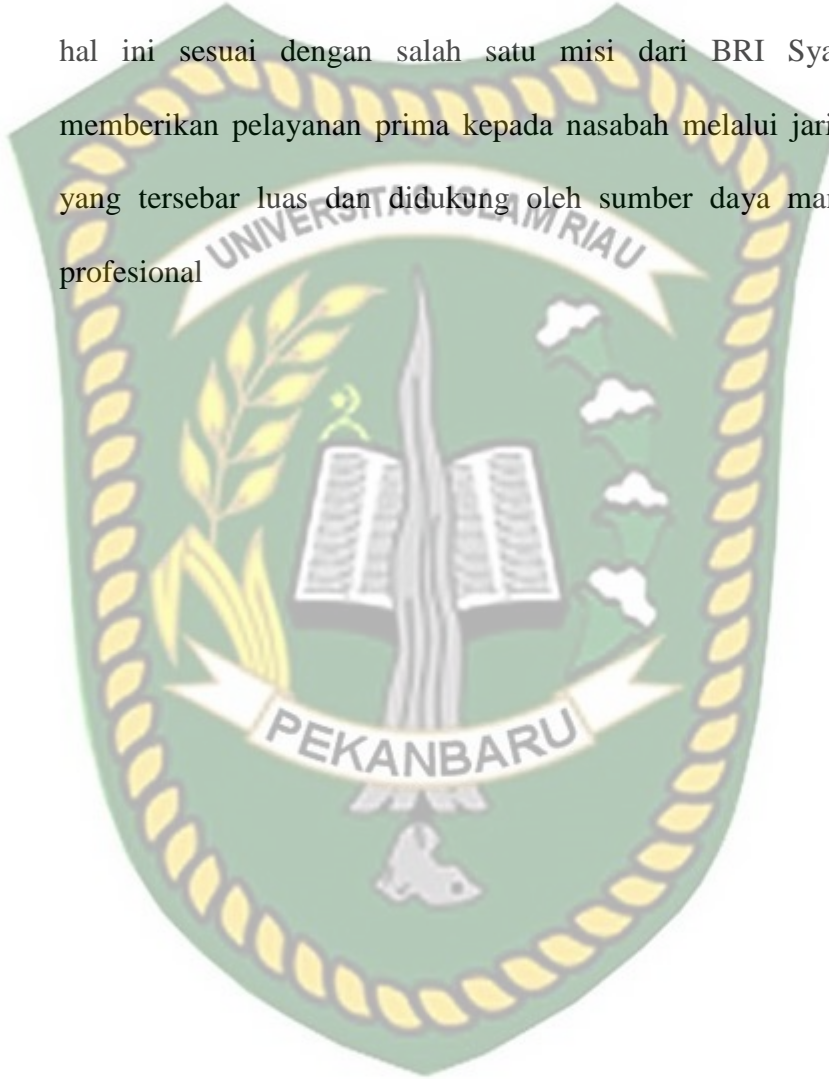 hal ini sesuai dengan salah satu misi dari BRI Sya
memberikan pelayanan prima kepada nasabah melalui jari
yang tersebar luas dan didukung oleh sumber daya mar
profesional
UNIVERSITAS ISLAM RIAU
PEKANBARU